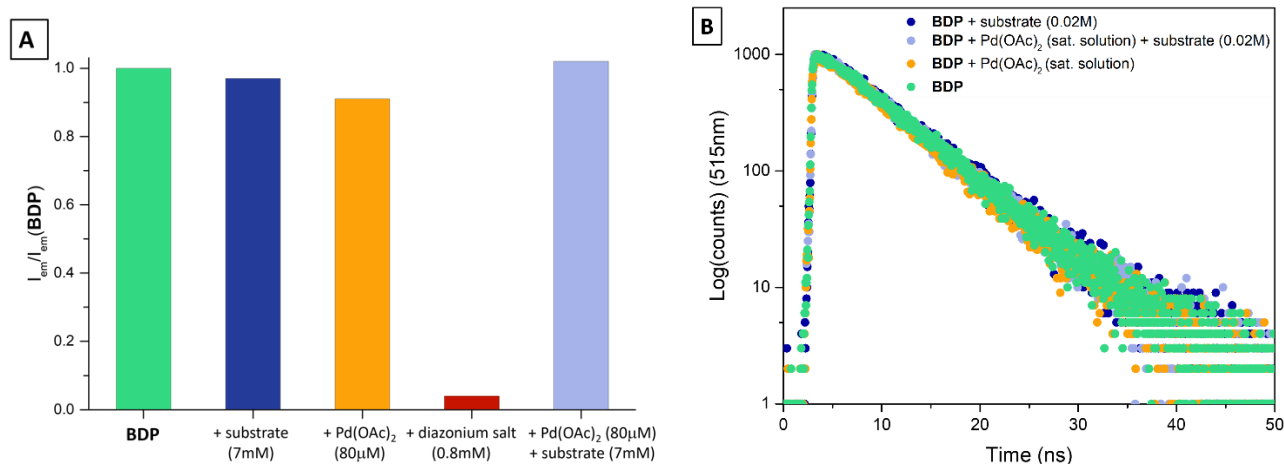 A
I_em/I_em(BDP)
1.0
0.8
0.6
0.4
0.2
0.0
BDP
+ substrate
(7mM)
+ Pd(OAc)₂
(80µM)
+ diazonium salt
(0.8mM)
+ Pd(OAc)₂ (80µM)
+ substrate (7mM)
B
BDP + substrate (0.02M)
BDP + Pd(OAc)₂ (sat. solution) + substrate (0.02M)
BDP + Pd(OAc)₂ (sat. solution)
BDP
Log(counts) (515nm)
1000
100
10
1
0
10
20
30
40
50
Time (ns)